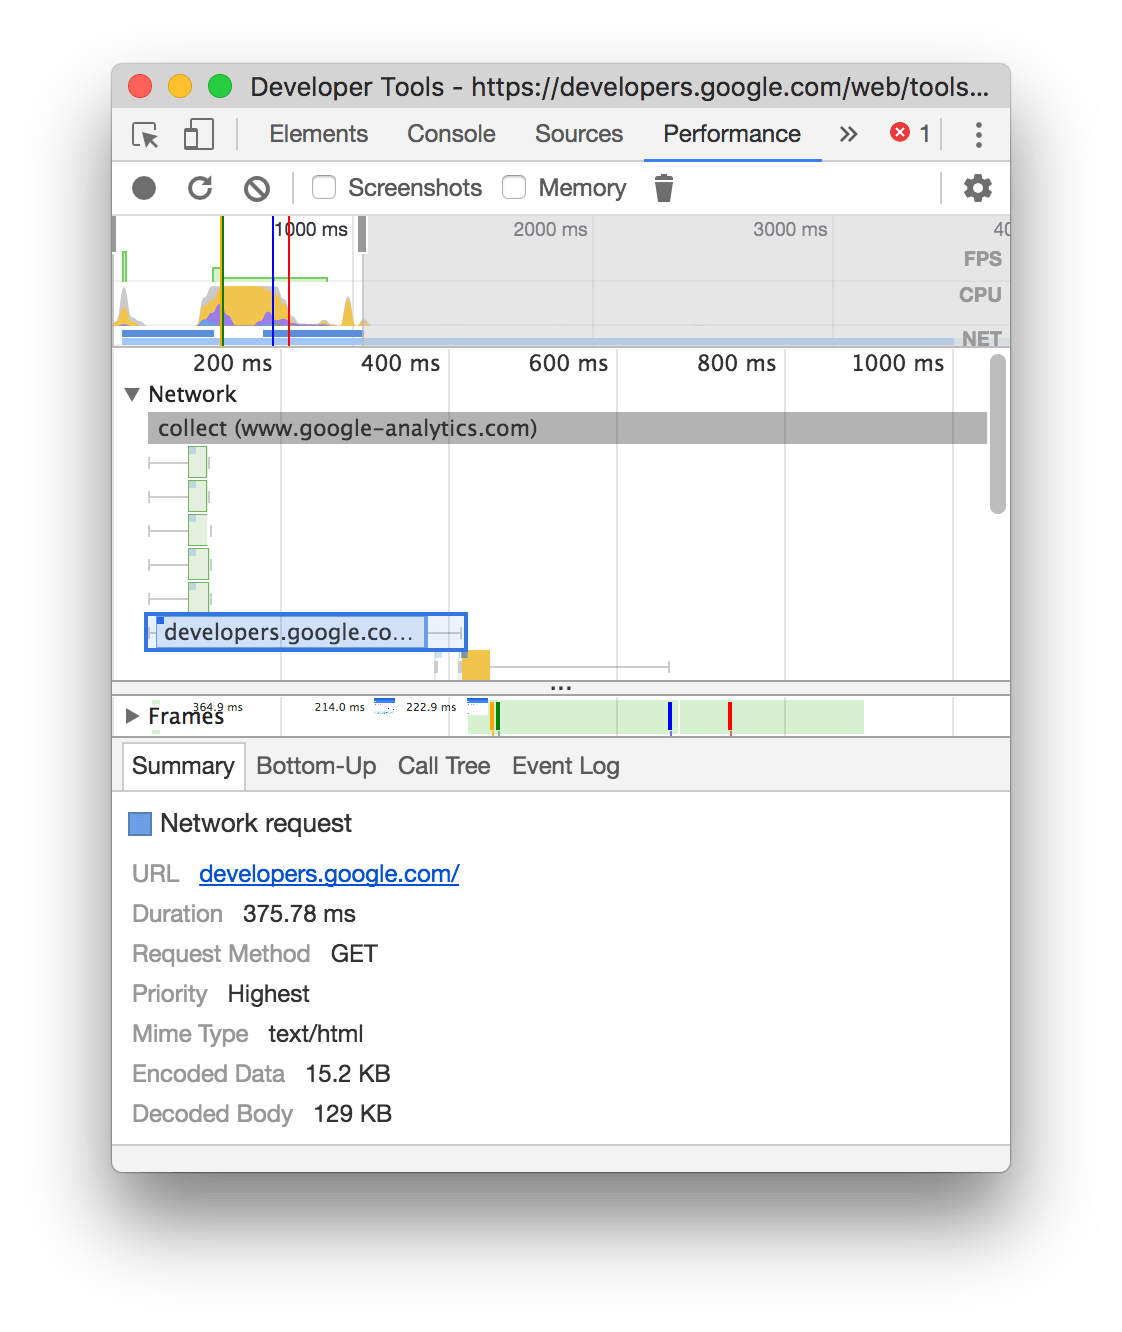 Developer Tools - https://developers.google.com/web/tools...
Elements Console Sources Performance » 1
Screenshots Memory
1000 ms 2000 ms 3000 ms 40
FPS
CPU
NET
200 ms 400 ms 600 ms 800 ms 1000 ms
Network
collect (www.google-analytics.com)
developers.google.co...
...
364.9 ms 214.0 ms 222.9 ms
Frames
Summary Bottom-Up Call Tree Event Log
Network request
URL developers.google.com/
Duration 375.78 ms
Request Method GET
Priority Highest
Mime Type text/html
Encoded Data 15.2 KB
Decoded Body 129 KB